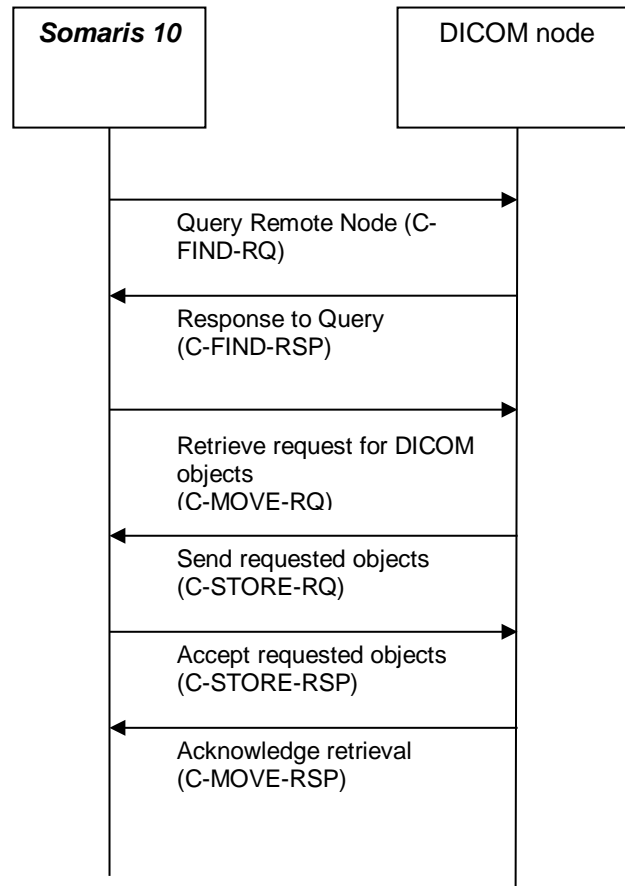 Somaris 10
DICOM node
Query Remote Node (C-
FIND-RQ)
Response to Query
(C-FIND-RSP)
Retrieve request for DICOM
objects
(C-MOVE-RQ)
Send requested objects
(C-STORE-RQ)
Accept requested objects
(C-STORE-RSP)
Acknowledge retrieval
(C-MOVE-RSP)